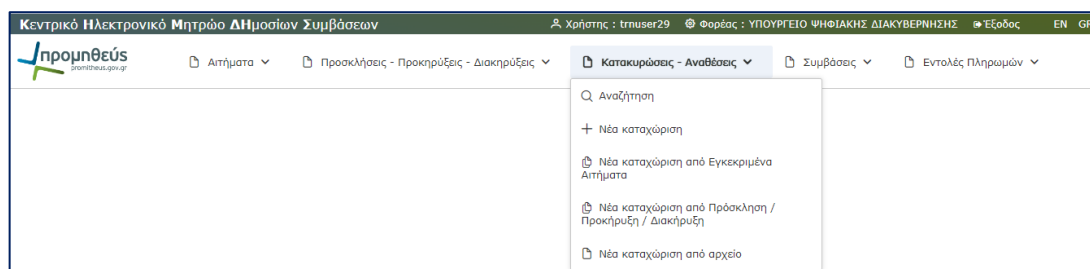 Κεντρικό Ηλεκτρονικό Μητρώο ΔΗμοσίων Συμβάσεων
Χρήστης : trnuser29 Φορέας : ΥΠΟΥΡΓΕΙΟ ΨΗΦΙΑΚΗΣ ΔΙΑΚΥΒΕΡΝΗΣΗΣ Έξοδος EN GR
προμηθεύς
promitheus.gov.gr
Αιτήματα Προσκλήσεις - Προκηρύξεις - Διακηρύξεις Κατακυρώσεις - Αναθέσεις Συμβάσεις Εντολές Πληρωμών
Αναζήτηση
Νέα καταχώριση
Νέα καταχώριση από Εγκεκριμένα
Αιτήματα
Νέα καταχώριση από Πρόσκληση /
Προκήρυξη / Διακήρυξη
Νέα καταχώριση από αρχείο